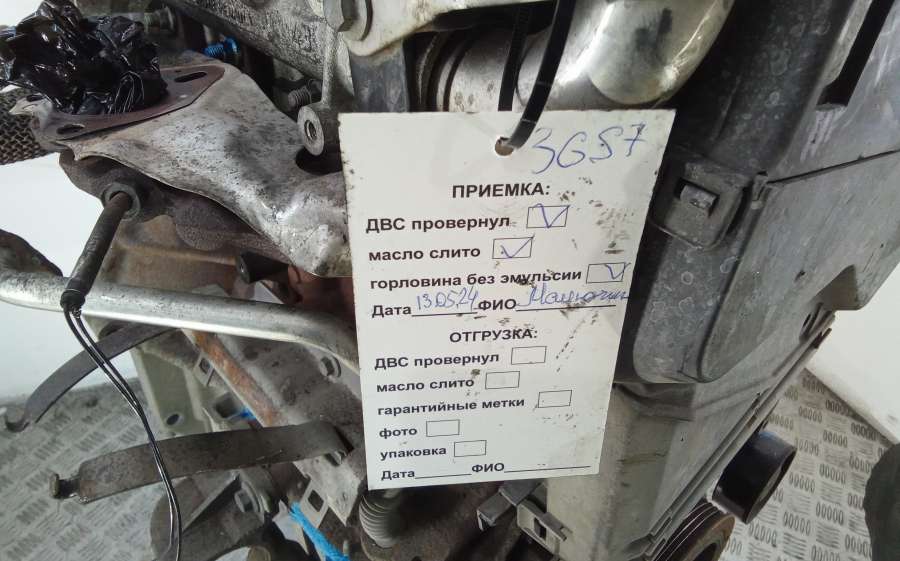 3GS7
ПРИЕМКА:
ДВС провернул
масло слито
горловина без эмульсии
Дата 13.05.24 ФИО
ОТГРУЗКА:
ДВС провернул
масло слито
гарантийные метки
фото
упаковка
Дата ФИО